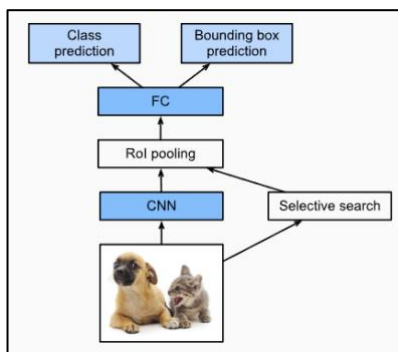 Class
prediction
Bounding box
prediction
FC
RoI pooling
CNN
Selective search